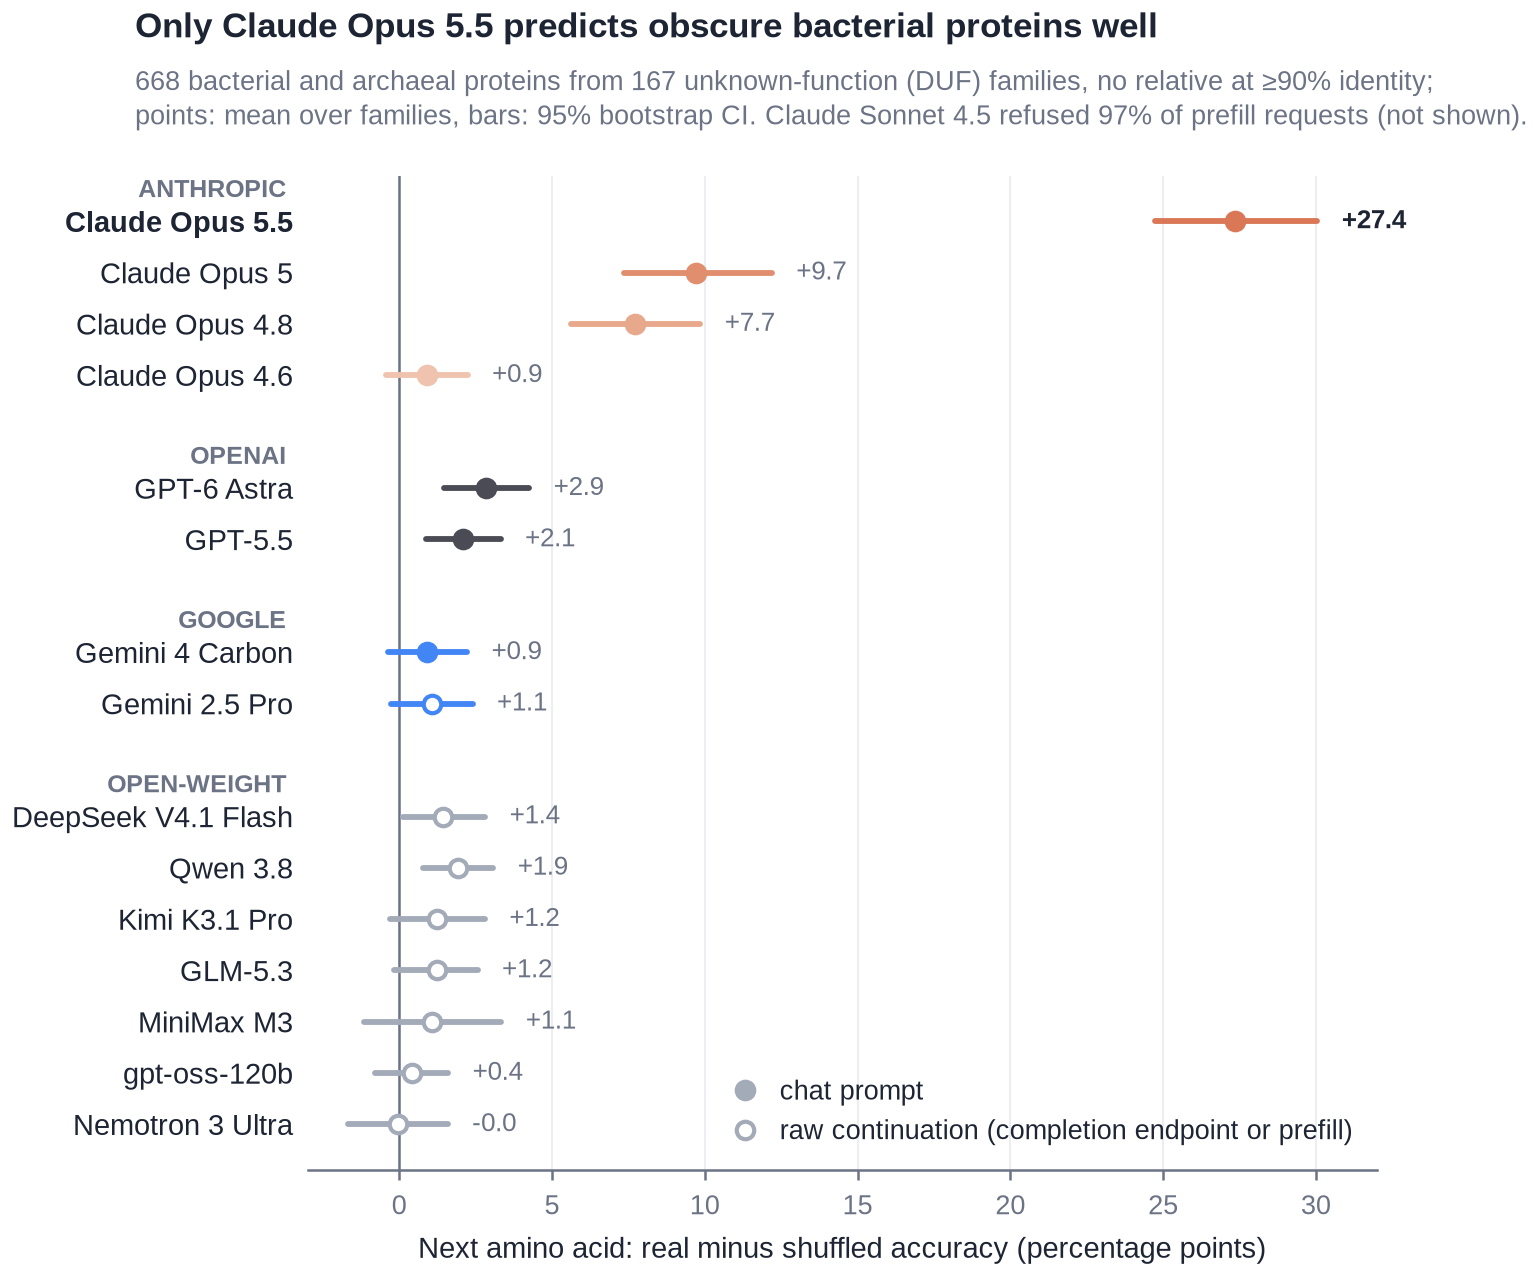 Only Claude Opus 5.5 predicts obscure bacterial proteins well
668 bacterial and archaeal proteins from 167 unknown-function (DUF) families, no relative at ≥90% identity;
points: mean over families, bars: 95% bootstrap CI. Claude Sonnet 4.5 refused 97% of prefill requests (not shown).
ANTHROPIC
Claude Opus 5.5 +27.4
Claude Opus 5 +9.7
Claude Opus 4.8 +7.7
Claude Opus 4.6 +0.9
OPENAI
GPT-6 Astra +2.9
GPT-5.5 +2.1
GOOGLE
Gemini 4 Carbon +0.9
Gemini 2.5 Pro +1.1
OPEN-WEIGHT
DeepSeek V4.1 Flash +1.4
Qwen 3.8 +1.9
Kimi K3.1 Pro +1.2
GLM-5.3 +1.2
MiniMax M3 +1.1
gpt-oss-120b +0.4
Nemotron 3 Ultra -0.0
chat prompt
raw continuation (completion endpoint or prefill)
0 5 10 15 20 25 30
Next amino acid: real minus shuffled accuracy (percentage points)